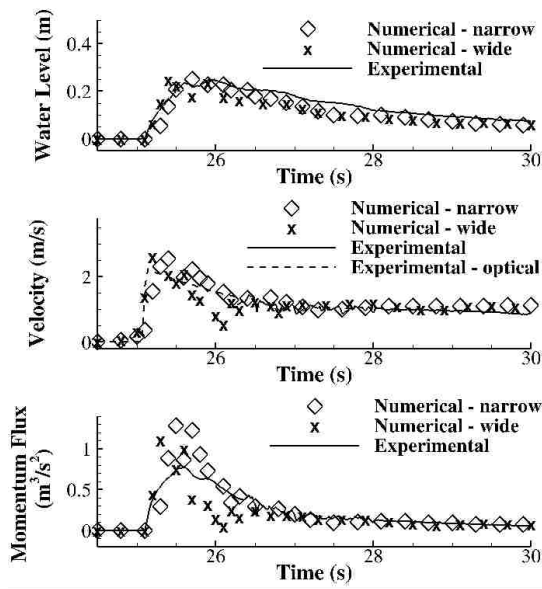 Water Level (m)
0.4
0.2
0
Numerical - narrow
Numerical - wide
Experimental
26
28
30
Time (s)
Velocity (m/s)
2
0
Numerical - narrow
Numerical - wide
Experimental
Experimental - optical
26
28
30
Time (s)
Momentum Flux
(m³/s²)
1
0.5
0
Numerical - narrow
Numerical - wide
Experimental
26
28
30
Time (s)